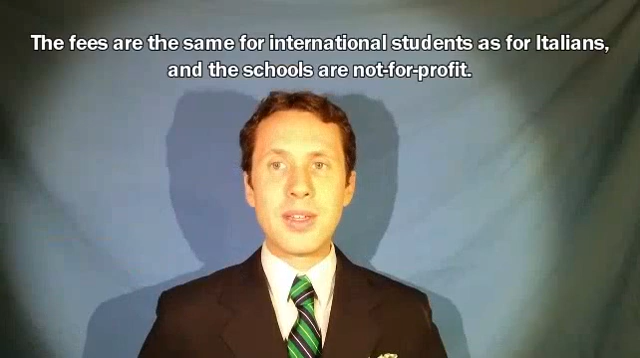 The fees are the same for international students as for Italians,
and the schools are not-for-profit.